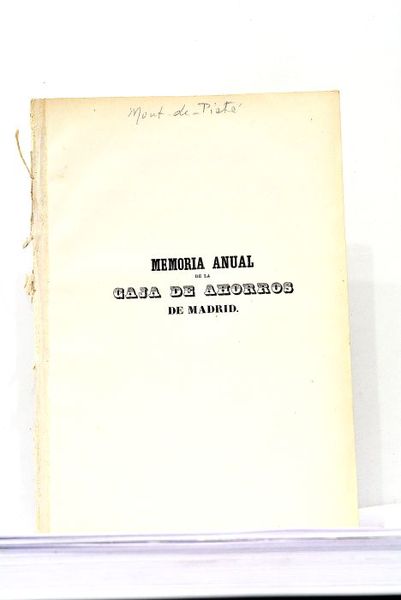 Mont-de-Piété
MEMORIA ANUAL
DE LA
CAJA DE AHORROS
DE MADRID.